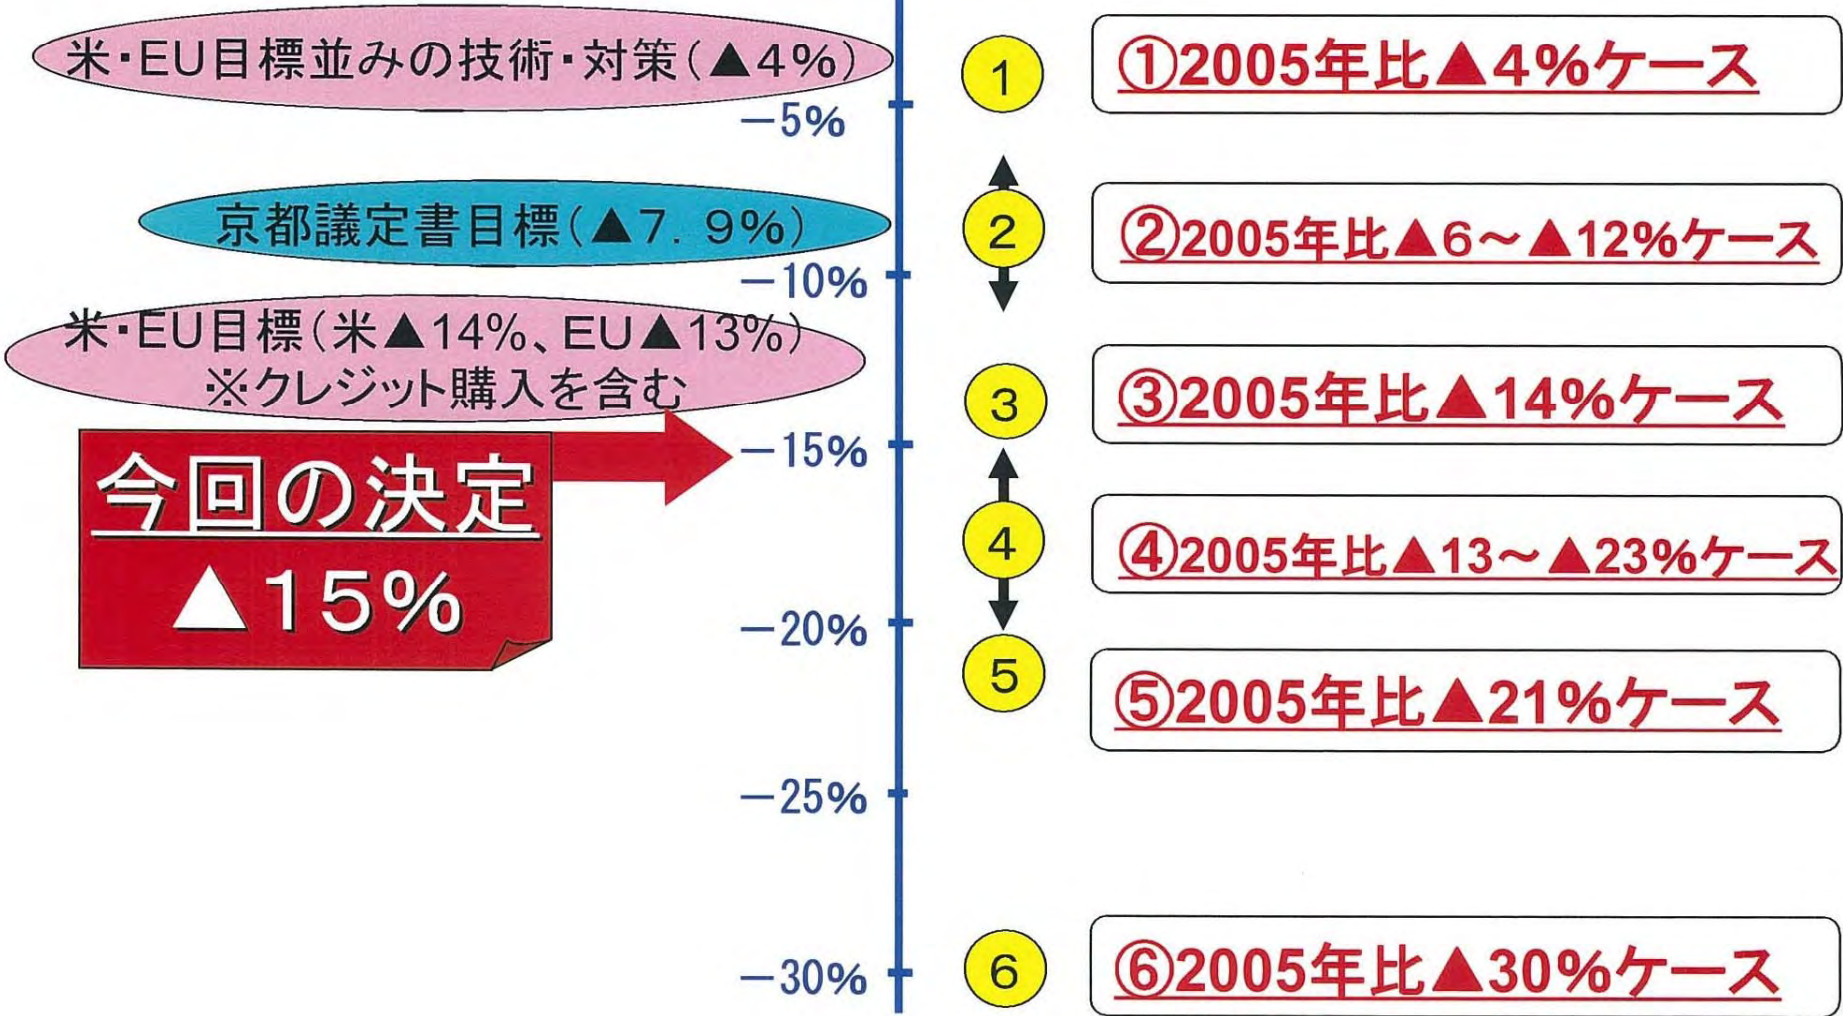 米・EU目標並みの技術・対策(▲4%)
−5%
京都議定書目標(▲7.9%)
−10%
米・EU目標(米▲14%、EU▲13%)
※クレジット購入を含む
−15%
今回の決定
▲15%
−20%
−25%
−30%
1
①2005年比▲4%ケース
2
②2005年比▲6~▲12%ケース
3
③2005年比▲14%ケース
4
④2005年比▲13~▲23%ケース
5
⑤2005年比▲21%ケース
6
⑥2005年比▲30%ケース